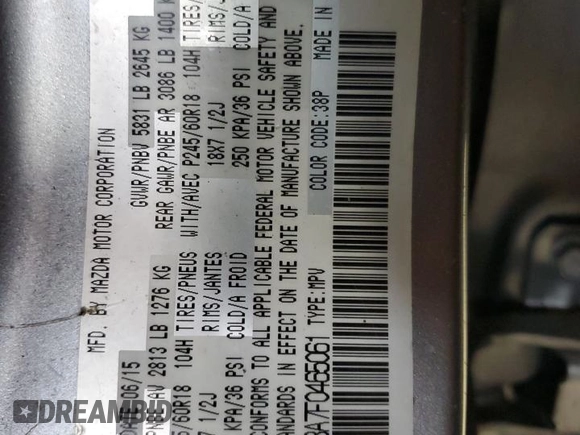 MFD. BY MAZDA MOTOR CORPORATION
06/15 GVWR/PNBV 5831 LB 2645 KG
2813 LB 1276 KG REAR GAWR/PNBE AR 3086 LB 1400
/60R18 104H TIRES/PNEUS WITH/AVEC P245/60R18 104H TIRES/
1/2J RIMS/JANTES 18X7 1/2J RIMS/
KPA/36 PSI COLD/A FROID 250 KPA/36 PSI COLD/A
CONFORMS TO ALL APPLICABLE FEDERAL MOTOR VEHICLE SAFETY AND
STANDARDS IN EFFECT ON THE DATE OF MANUFACTURE SHOWN ABOVE.
A7F0465061 TYPE:MPV COLOR CODE:38P MADE IN
DEALERS
AUCTION